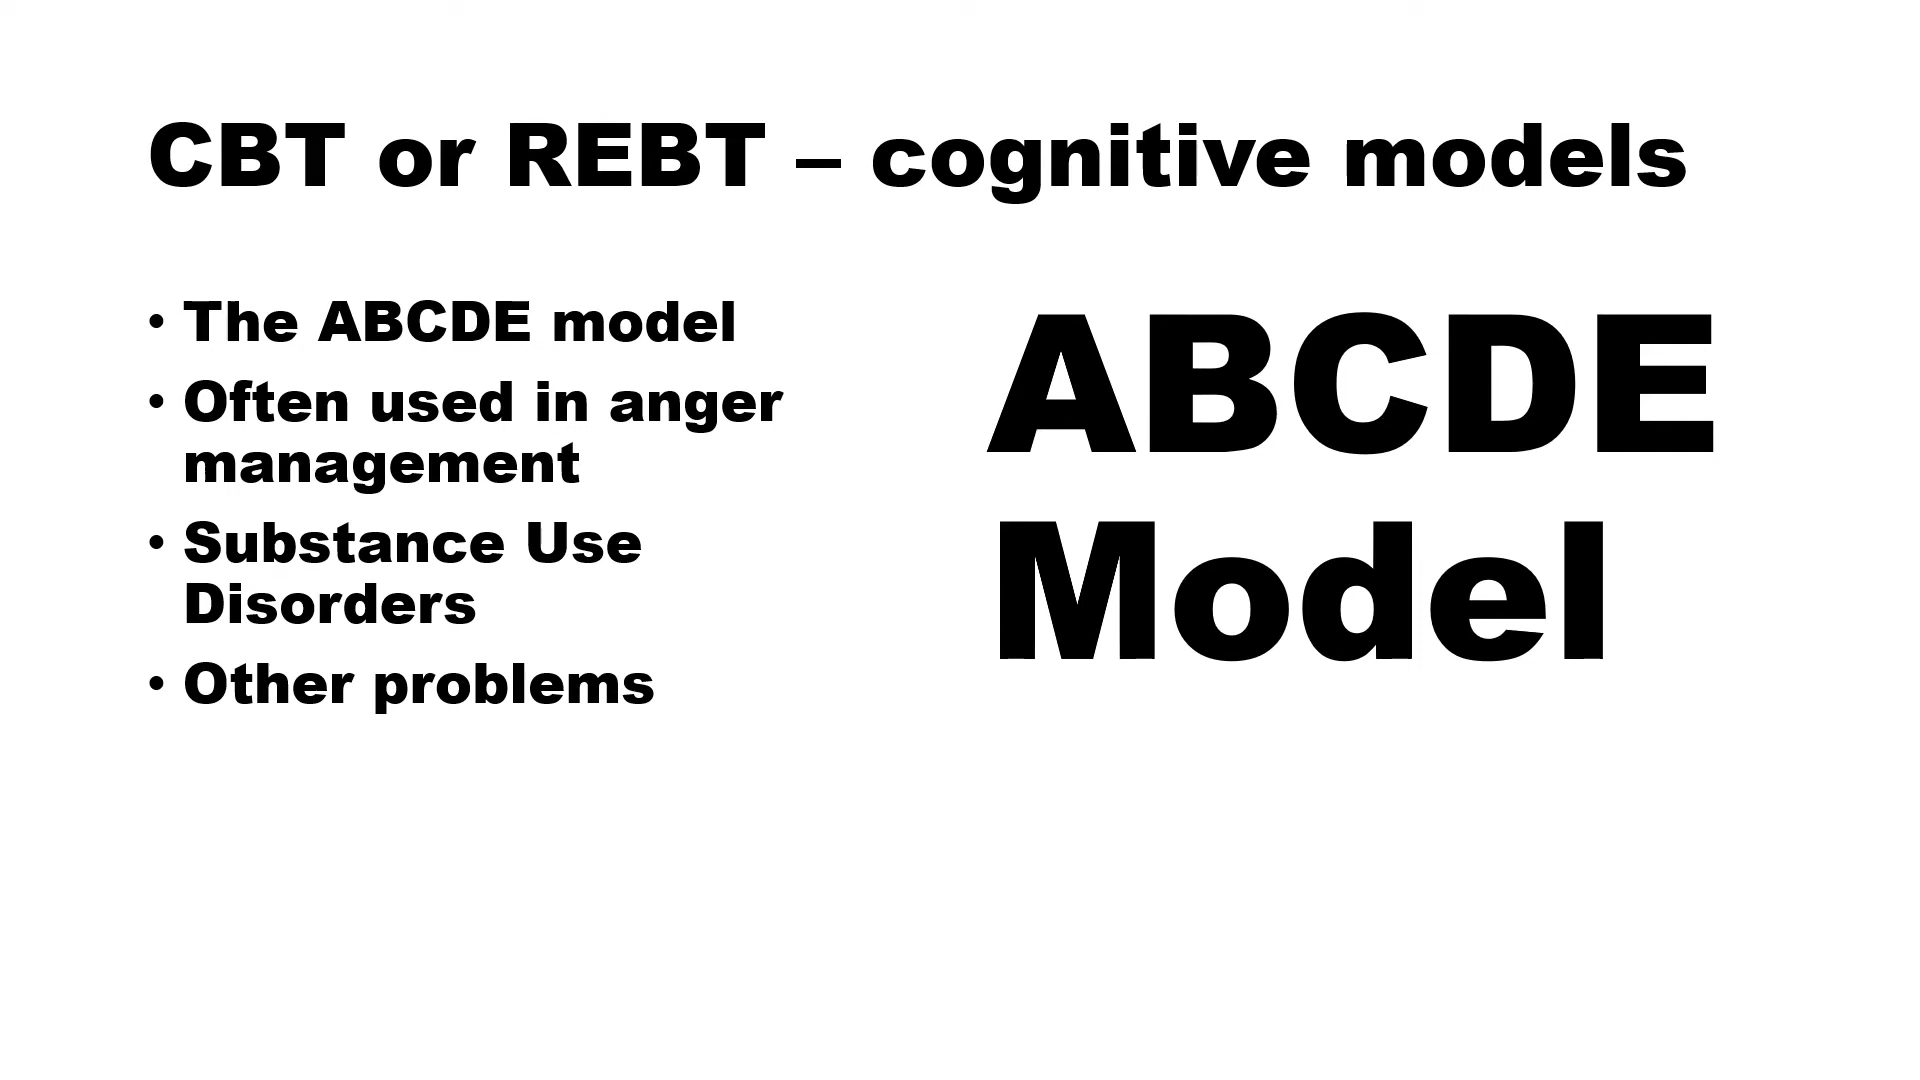 CBT or REBT – cognitive models
• The ABCDE model
• Often used in anger
management
• Substance Use
Disorders
• Other problems
ABCDE
Model